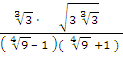 ∛3 · √(3 ∛3)
(∜9 − 1)(∜9 + 1)